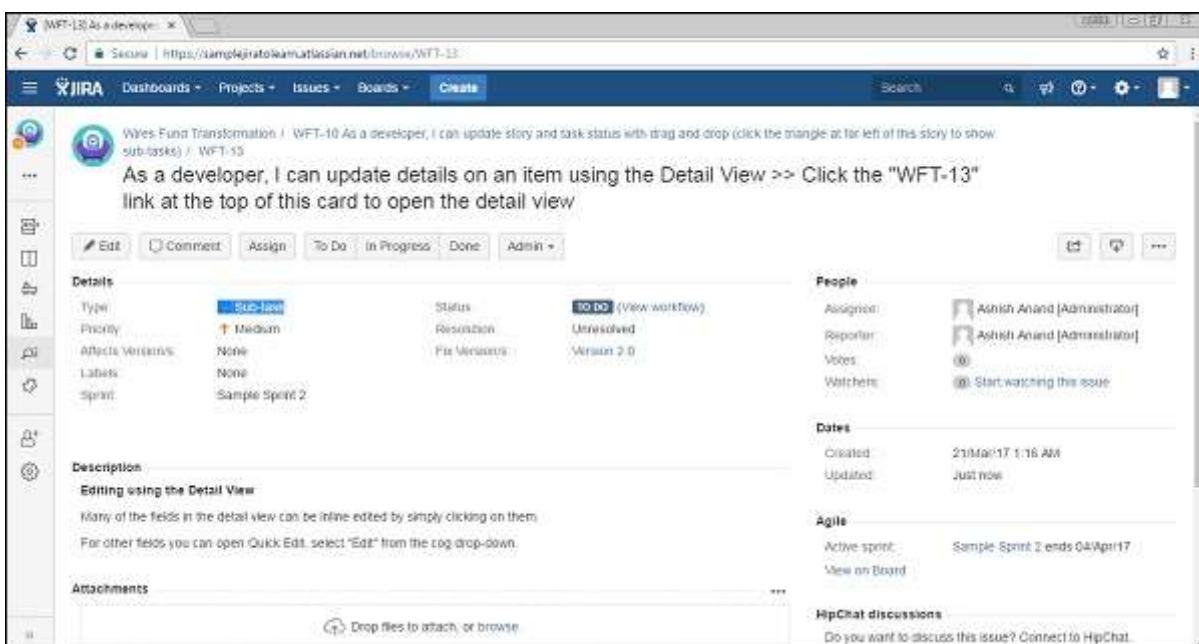 [WFT-13] As a develope
Secure | https://samplejiratolearn.atlassian.net/browse/WFT-13
JIRA Dashboards Projects Issues Boards Create Search
Wires Fund Transformation / WFT-10 As a developer, I can update story and task status with drag and drop (click the triangle at far left of this story to show
sub-tasks) / WFT-13
As a developer, I can update details on an item using the Detail View >> Click the "WFT-13"
link at the top of this card to open the detail view
Edit Comment Assign To Do In Progress Done Admin
Details
Type: Sub-task Status: TO DO (View workflow)
Priority: Medium Resolution: Unresolved
Affects Version/s: None Fix Version/s: Version 2.0
Labels: None
Sprint: Sample Sprint 2
Description
Editing using the Detail View
Many of the fields in the detail view can be inline edited by simply clicking on them.
For other fields you can open Quick Edit, select "Edit" from the cog drop-down.
Attachments
Drop files to attach, or browse.
People
Assignee: Ashish Anand [Administrator]
Reporter: Ashish Anand [Administrator]
Votes: 0
Watchers: 0 Start watching this issue
Dates
Created: 21/Mar/17 1:16 AM
Updated: Just now
Agile
Active sprint: Sample Sprint 2 ends 04/Apr/17
View on Board
HipChat discussions
Do you want to discuss this issue? Connect to HipChat.